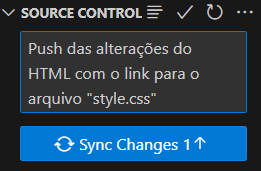 SOURCE CONTROL
Push das alterações do
HTML com o link para o
arquivo "style.css"
Sync Changes 1↑